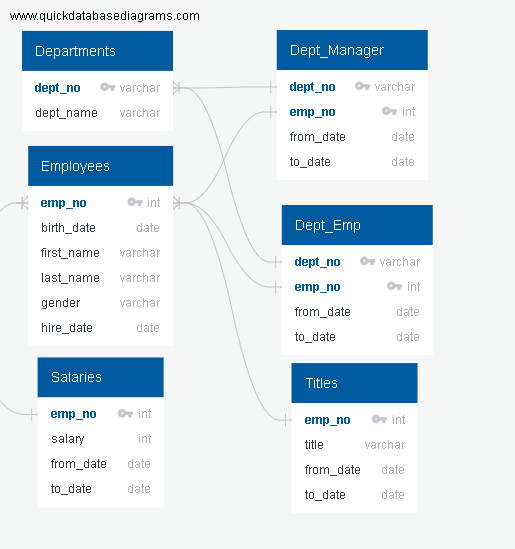 www.quickdatabasediagrams.com
Departments
dept_no varchar
dept_name varchar
Employees
emp_no int
birth_date date
first_name varchar
last_name varchar
gender varchar
hire_date date
Salaries
emp_no int
salary int
from_date date
to_date date
Dept_Manager
dept_no varchar
emp_no int
from_date date
to_date date
Dept_Emp
dept_no varchar
emp_no int
from_date date
to_date date
Titles
emp_no int
title varchar
from_date date
to_date date